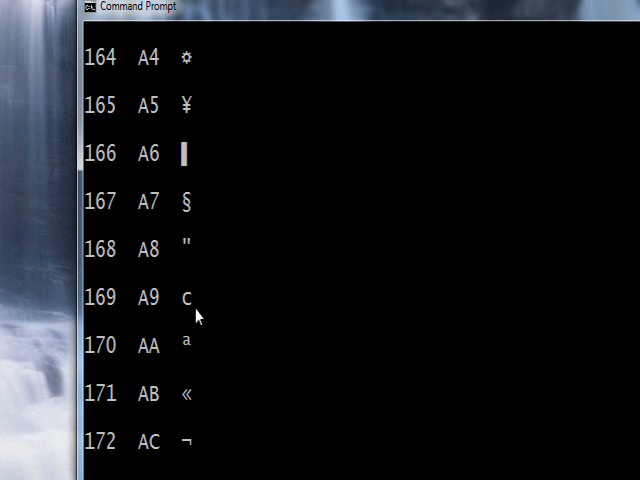 Command Prompt
164 A4 ¤
165 A5 ¥
166 A6 ▌
167 A7 §
168 A8 "
169 A9 c
170 AA ª
171 AB «
172 AC ¬